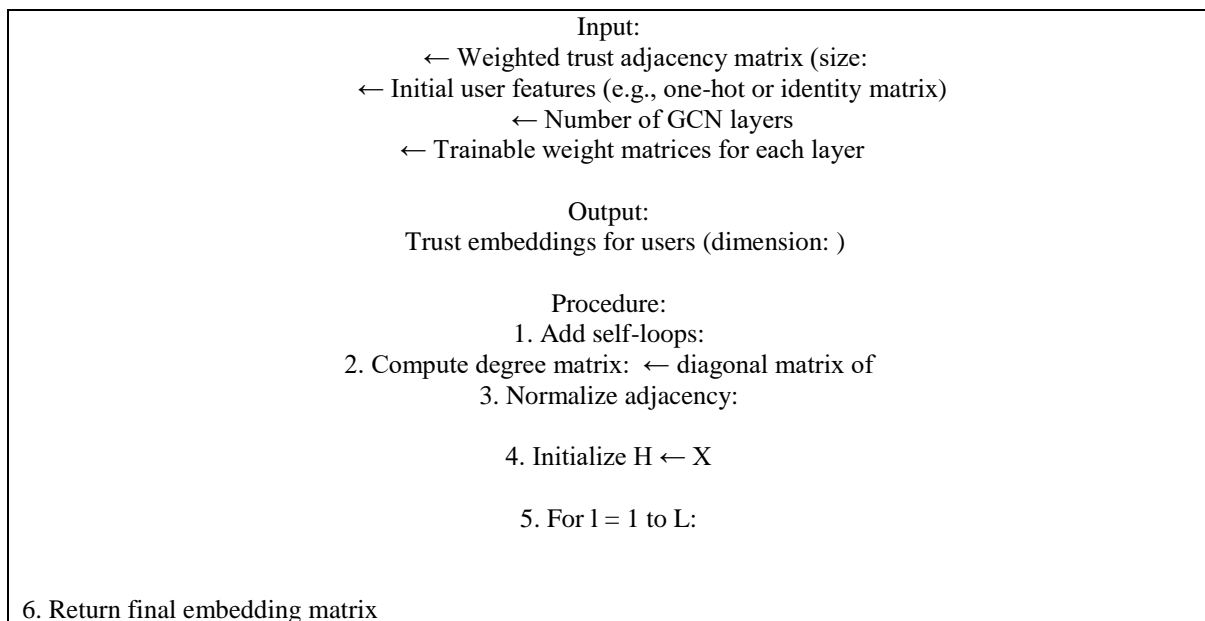 Input:
← Weighted trust adjacency matrix (size:
← Initial user features (e.g., one-hot or identity matrix)
← Number of GCN layers
← Trainable weight matrices for each layer
Output:
Trust embeddings for users (dimension: )
Procedure:
1. Add self-loops:
2. Compute degree matrix: ← diagonal matrix of
3. Normalize adjacency:
4. Initialize H ← X
5. For l = 1 to L:
6. Return final embedding matrix